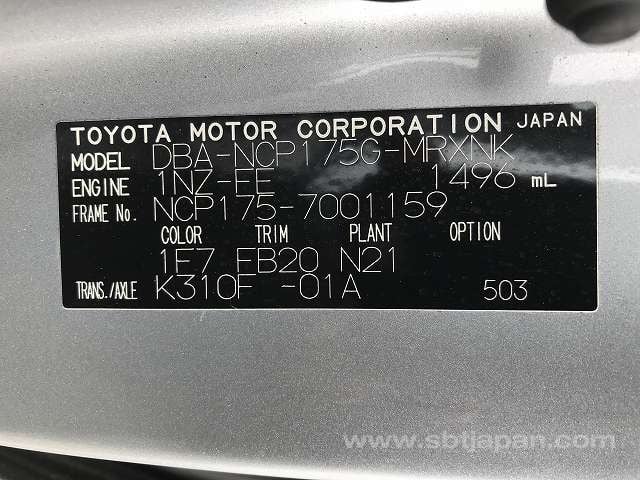 TOYOTA MOTOR CORPORATION JAPAN
MODEL DBA-NCP175G-MRXNK
ENGINE 1NZ-FE 1496 mL
FRAME No. NCP175-7001159
COLOR TRIM PLANT OPTION
1F7 FB20 N21
TRANS./AXLE K310F -01A 503
www.sbtjapan.com